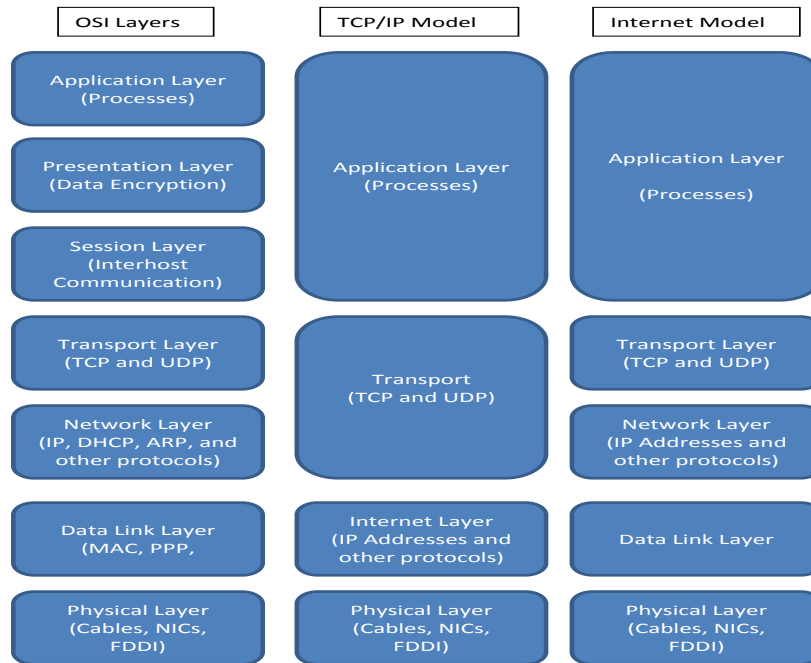 OSI Layers
TCP/IP Model
Internet Model
Application Layer
(Processes)
Presentation Layer
(Data Encryption)
Session Layer
(Interhost
Communication)
Transport Layer
(TCP and UDP)
Network Layer
(IP, DHCP, ARP, and
other protocols)
Data Link Layer
(MAC, PPP,
Physical Layer
(Cables, NICs,
FDDI)
Application Layer
(Processes)
Transport
(TCP and UDP)
Internet Layer
(IP Addresses and
other protocols)
Physical Layer
(Cables, NICs,
FDDI)
Application Layer
(Processes)
Transport Layer
(TCP and UDP)
Network Layer
(IP Addresses and
other protocols)
Data Link Layer
Physical Layer
(Cables, NICs,
FDDI)